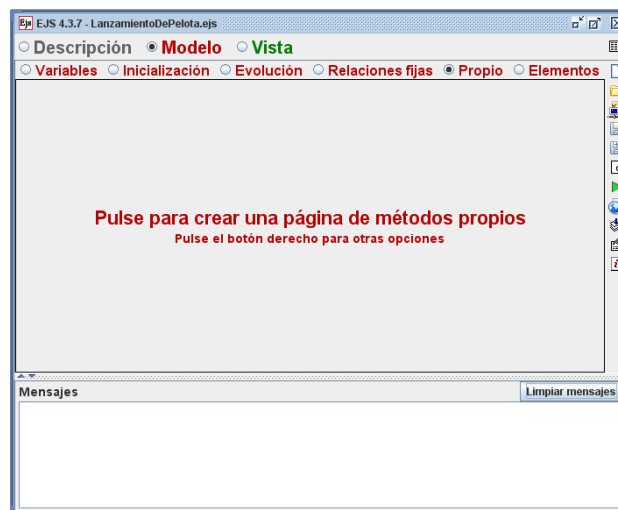 EJS 4.3.7 - LanzamientoDePelota.ejs
Descripción Modelo Vista
Variables Inicialización Evolución Relaciones fijas Propio Elementos
Pulse para crear una página de métodos propios
Pulse el botón derecho para otras opciones
Mensajes Limpiar mensajes